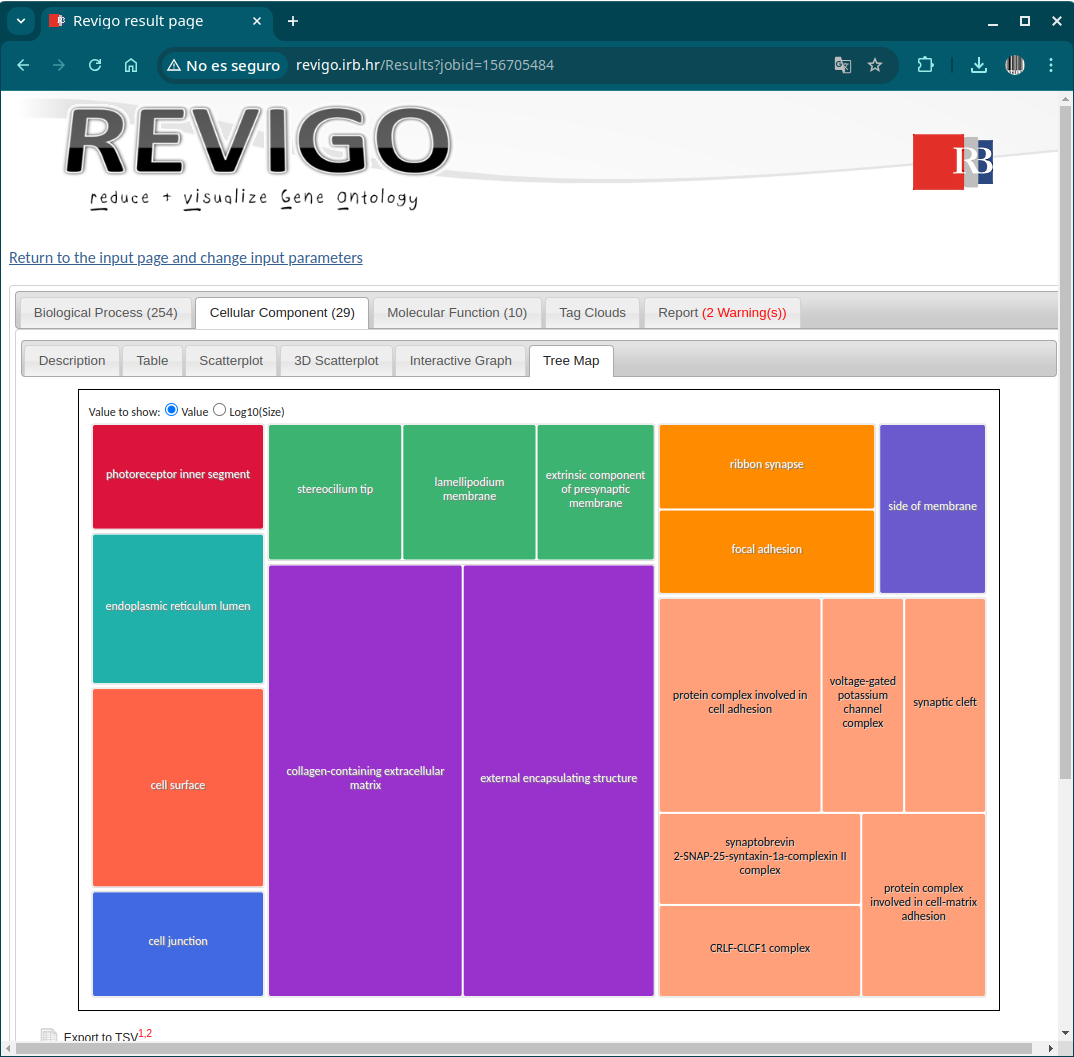 Revigo result page
No es seguro
revigo.irb.hr/Results?jobid=156705484
REVIGO
reduce + visualize Gene Ontology
RB
Return to the input page and change input parameters
Biological Process (254)
Cellular Component (29)
Molecular Function (10)
Tag Clouds
Report (2 Warning(s))
Description
Table
Scatterplot
3D Scatterplot
Interactive Graph
Tree Map
Value to show: Value Log10(Size)
photoreceptor inner segment
endoplasmic reticulum lumen
cell surface
cell junction
stereocilium tip
lamellipodium
membrane
extrinsic component
of presynaptic
membrane
collagen-containing extracellular
matrix
external encapsulating structure
ribbon synapse
focal adhesion
side of membrane
protein complex involved in
cell adhesion
voltage-gated
potassium
channel
complex
synaptic cleft
synaptobrevin
2-SNAP-25-syntaxin-1a-complexin II
complex
CRLF-CLCF1 complex
protein complex
involved in cell-matrix
adhesion
Export to TSV1,2